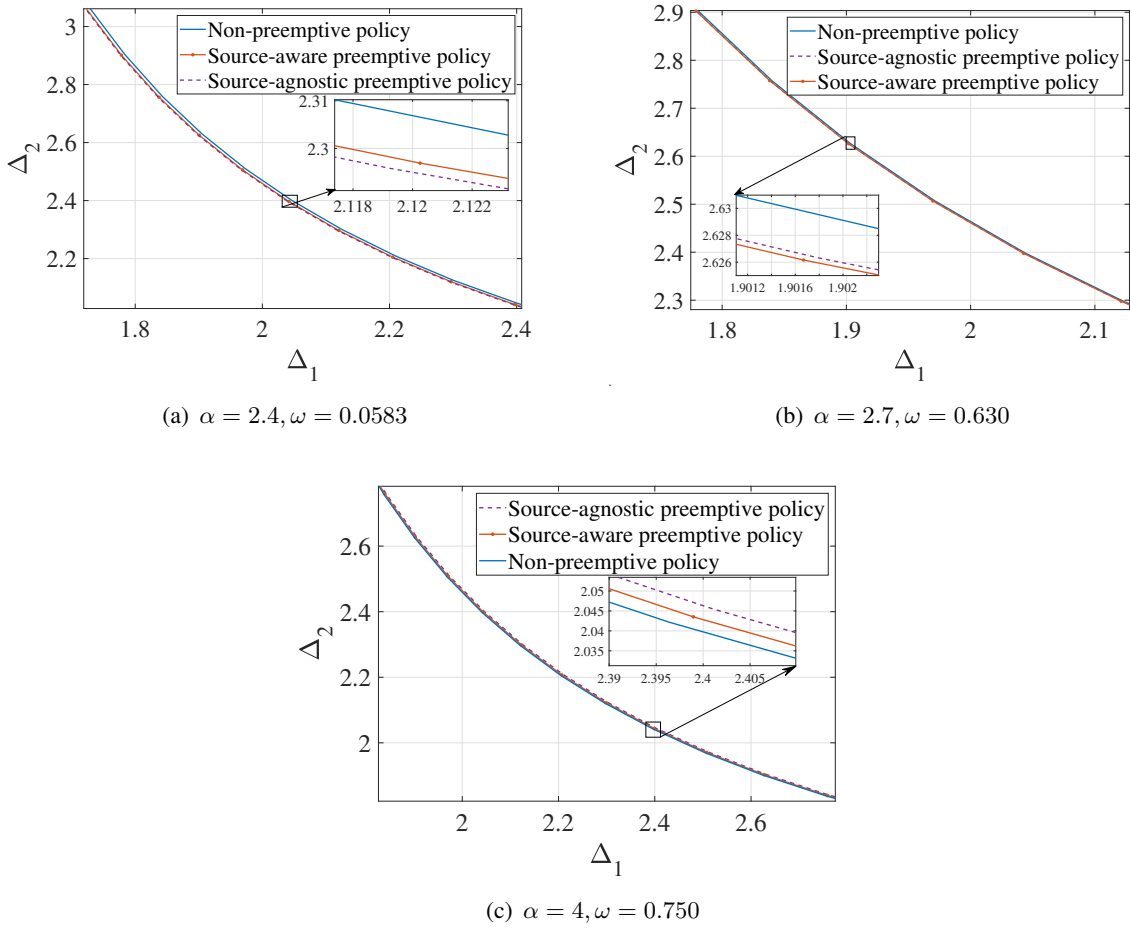 3
2.8
2.6
2.4
2.2
Δ2
1.8 2 2.2 2.4
Δ1
Non-preemptive policy
Source-aware preemptive policy
Source-agnostic preemptive policy
2.31
2.3
2.118 2.12 2.122
(a) α = 2.4, ω = 0.0583
2.9
2.8
2.7
2.6
2.5
2.4
2.3
Δ2
1.8 1.9 2 2.1
Δ1
Non-preemptive policy
Source-agnostic preemptive policy
Source-aware preemptive policy
2.63
2.628
2.626
1.9012 1.9016 1.902
(b) α = 2.7, ω = 0.630
2.6
2.4
2.2
2
Δ2
2 2.2 2.4 2.6
Δ1
Source-agnostic preemptive policy
Source-aware preemptive policy
Non-preemptive policy
2.05
2.045
2.04
2.035
2.39 2.395 2.4 2.405
(c) α = 4, ω = 0.750